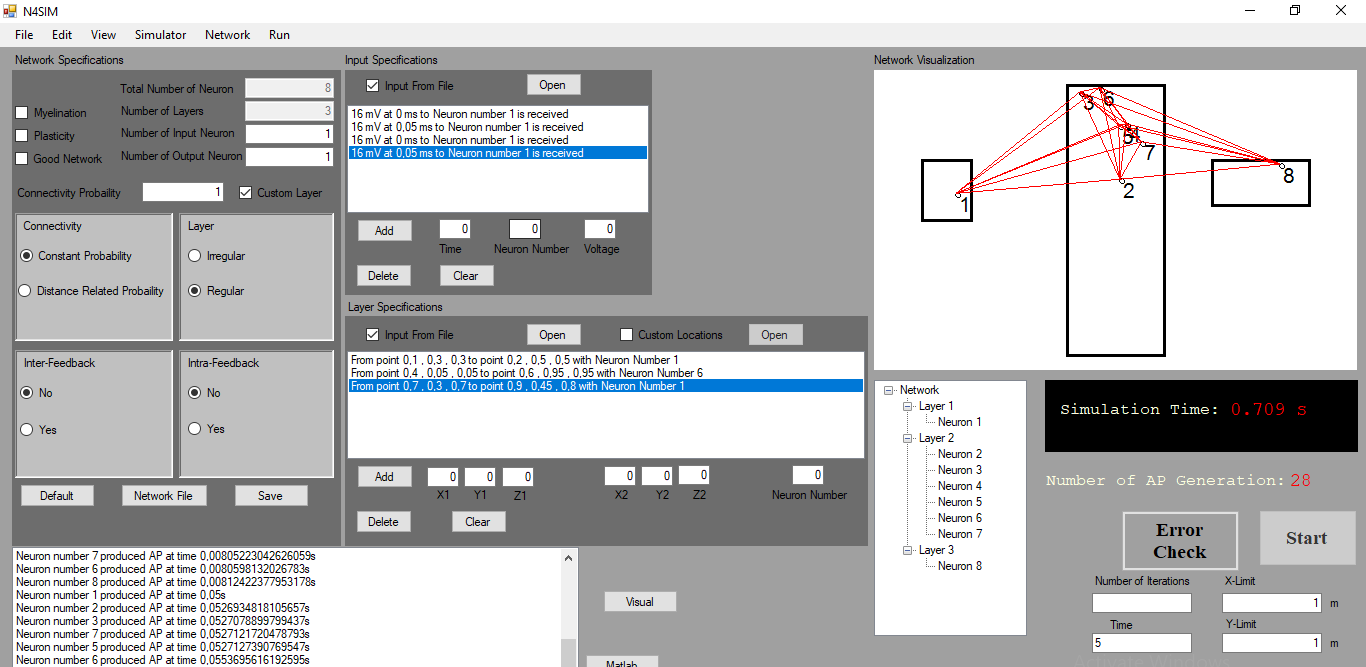 N4SIM
File Edit View Simulator Network Run
Network Specifications
Total Number of Neuron 8
Myelination
Number of Layers 3
Plasticity
Number of Input Neuron 1
Good Network
Number of Output Neuron 1
Connectivity Probaility 1
Custom Layer
Connectivity
Constant Probability
Distance Related Probaility
Layer
Irregular
Regular
Inter-Feedback
No
Yes
Intra-Feedback
No
Yes
Default Network File Save
Input Specifications
Input From File Open
16 mV at 0 ms to Neuron number 1 is received
16 mV at 0,05 ms to Neuron number 1 is received
16 mV at 0 ms to Neuron number 1 is received
16 mV at 0,05 ms to Neuron number 1 is received
Add 0 0 0
Time Neuron Number Voltage
Delete Clear
Layer Specifications
Input From File Open Custom Locations Open
From point 0,1 , 0,3 , 0,3 to point 0,2 , 0,5 , 0,5 with Neuron Number 1
From point 0,4 , 0,05 , 0,05 to point 0,6 , 0,95 , 0,95 with Neuron Number 6
From point 0,7 , 0,3 , 0,7 to point 0,9 , 0,45 , 0,8 with Neuron Number 1
Add 0 0 0 0 0 0 0
X1 Y1 Z1 X2 Y2 Z2 Neuron Number
Delete Clear
Neuron number 7 produced AP at time 0,00805223042626059s
Neuron number 6 produced AP at time 0,0080598132026783s
Neuron number 8 produced AP at time 0,00812422377953178s
Neuron number 1 produced AP at time 0,05s
Neuron number 2 produced AP at time 0,0526934818105657s
Neuron number 3 produced AP at time 0,0527078899799437s
Neuron number 7 produced AP at time 0,0527121720478793s
Neuron number 5 produced AP at time 0,0527127390769547s
Neuron number 6 produced AP at time 0,0553695616192595s
Visual
Matlab
Network Visualization
3 6
5
7
2
1
8
Network
Layer 1
Neuron 1
Layer 2
Neuron 2
Neuron 3
Neuron 4
Neuron 5
Neuron 6
Neuron 7
Layer 3
Neuron 8
Simulation Time: 0.709 s
Number of AP Generation: 28
Error
Check
Start
Number of Iterations
X-Limit
1 m
Time
Y-Limit
5
1 m